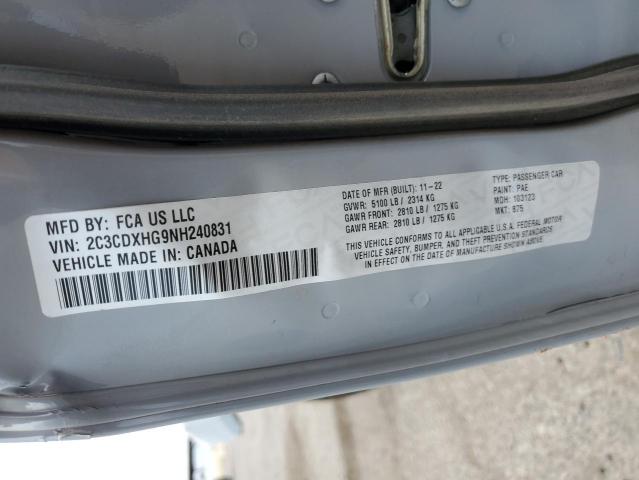 MFD BY: FCA US LLC
VIN: 2C3CDXHG9NH240831
VEHICLE MADE IN: CANADA
DATE OF MFR (BUILT): 11-22
GVWR: 5100 LB / 2314 KG
GAWR FRONT: 2810 LB / 1275 KG
GAWR REAR: 2810 LB / 1275 KG
TYPE: PASSENGER CAR
PAINT: PAE
MDH: 103123
MKT: 875
THIS VEHICLE CONFORMS TO ALL APPLICABLE U.S.A. FEDERAL MOTOR
VEHICLE SAFETY, BUMPER, AND THEFT PREVENTION STANDARDS
IN EFFECT ON THE DATE OF MANUFACTURE SHOWN ABOVE.